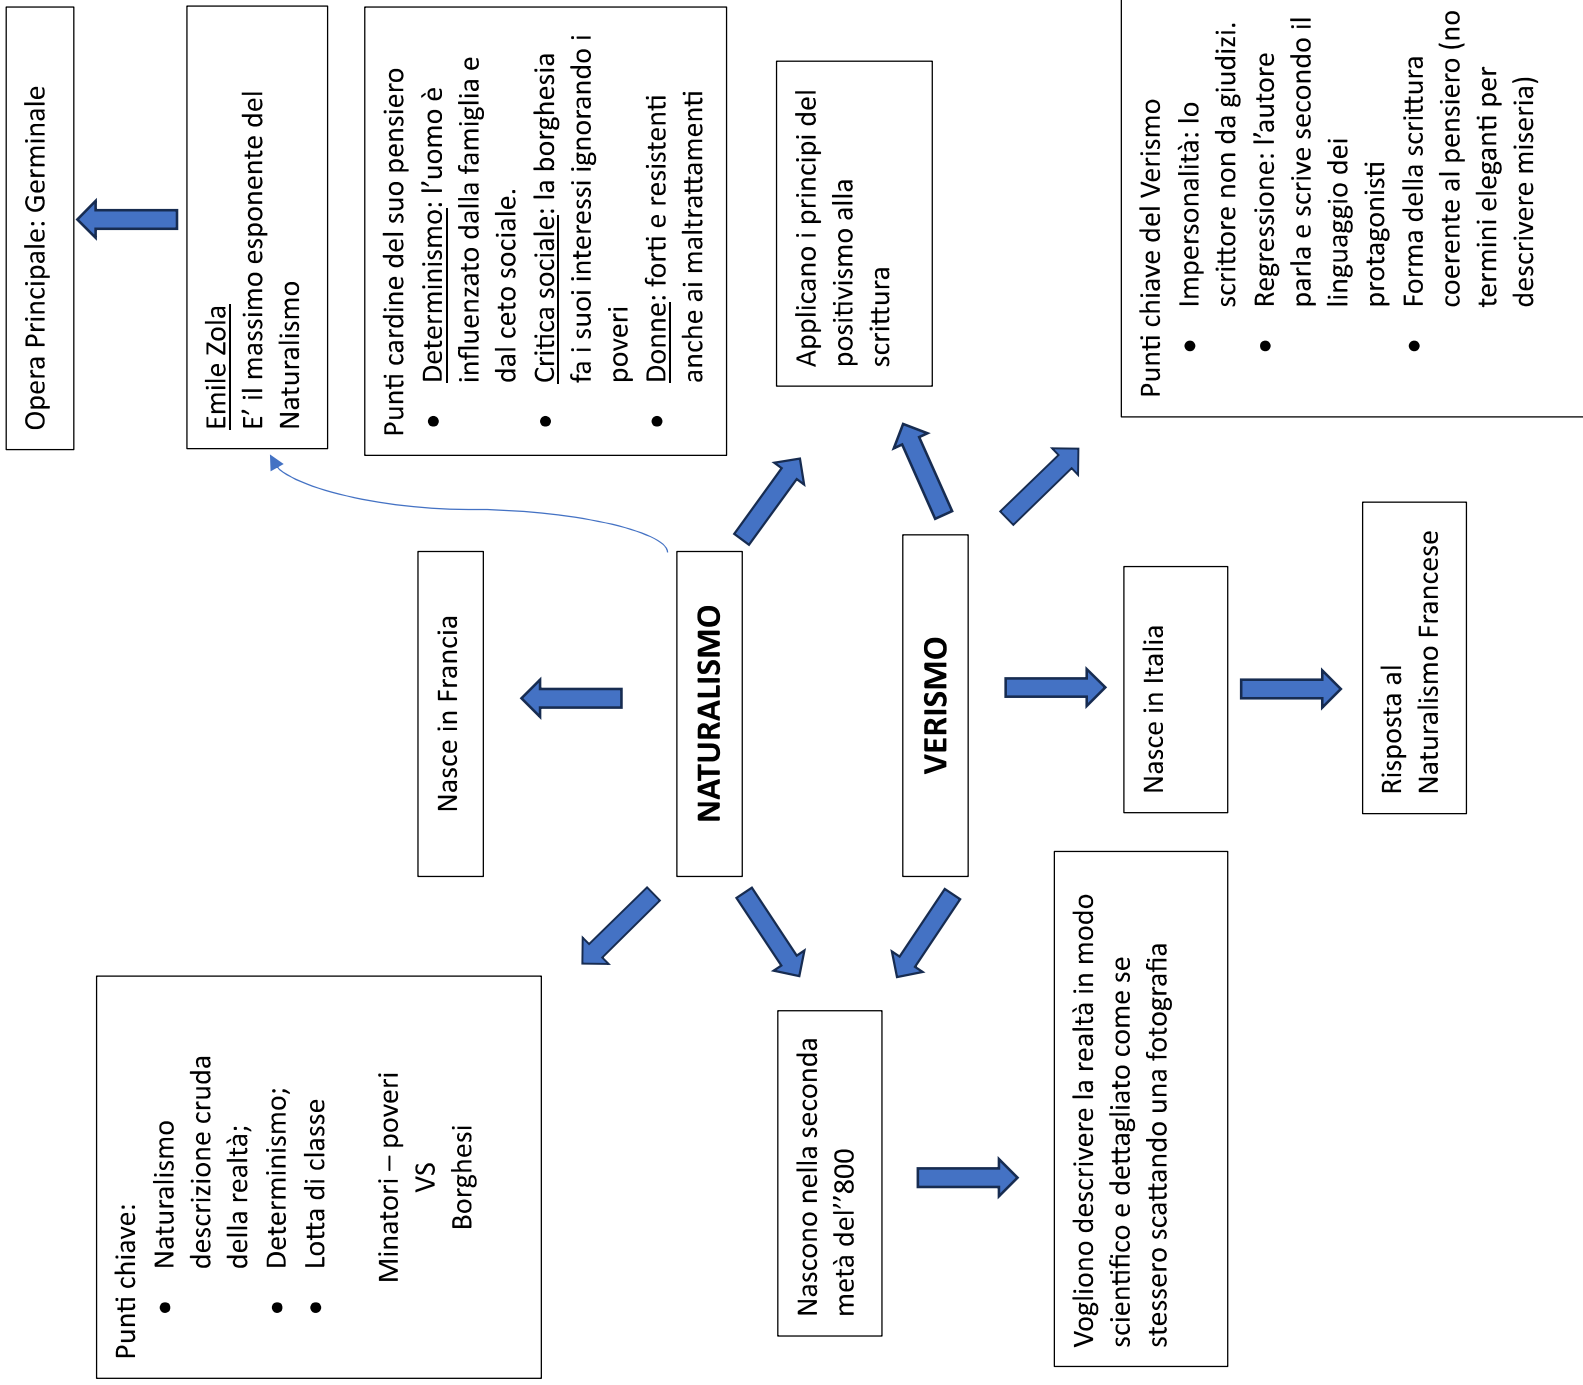 Punti chiave:
• Naturalismo
descrizione cruda
della realtà;
• Determinismo;
• Lotta di classe
Minatori – poveri
VS
Borghesi
Nasce in Francia
Opera Principale: Germinale
Emile Zola
E' il massimo esponente del
Naturalismo
Punti cardine del suo pensiero
• Determinismo: l'uomo è
influenzato dalla famiglia e
dal ceto sociale.
• Critica sociale: la borghesia
fa i suoi interessi ignorando i
poveri
• Donne: forti e resistenti
anche ai maltrattamenti
NATURALISMO
Nascono nella seconda
metà del''800
Applicano i principi del
positivismo alla
scrittura
VERISMO
Vogliono descrivere la realtà in modo
scientifico e dettagliato come se
stessero scattando una fotografia
Nasce in Italia
Risposta al
Naturalismo Francese
Punti chiave del Verismo
• Impersonalità: lo
scrittore non da giudizi.
• Regressione: l'autore
parla e scrive secondo il
linguaggio dei
protagonisti
• Forma della scrittura
coerente al pensiero (no
termini eleganti per
descrivere miseria)